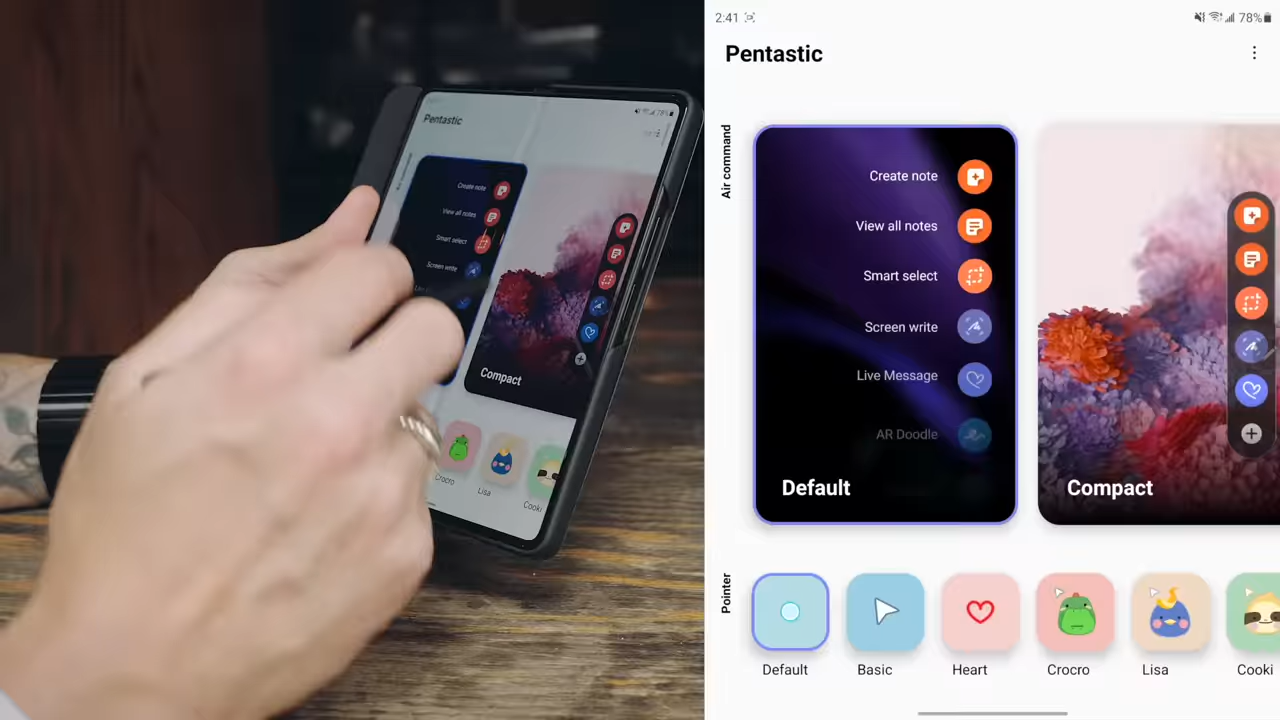 Pentastic
Create note
View all notes
Smart select
Screen write
Compact
Crocro
Lisa
Cooki
78%
2:41
78%
Pentastic
Air command
Create note
View all notes
Smart select
Screen write
Live Message
AR Doodle
Default
Compact
Pointer
Default
Basic
Heart
Crocro
Lisa
Cooki